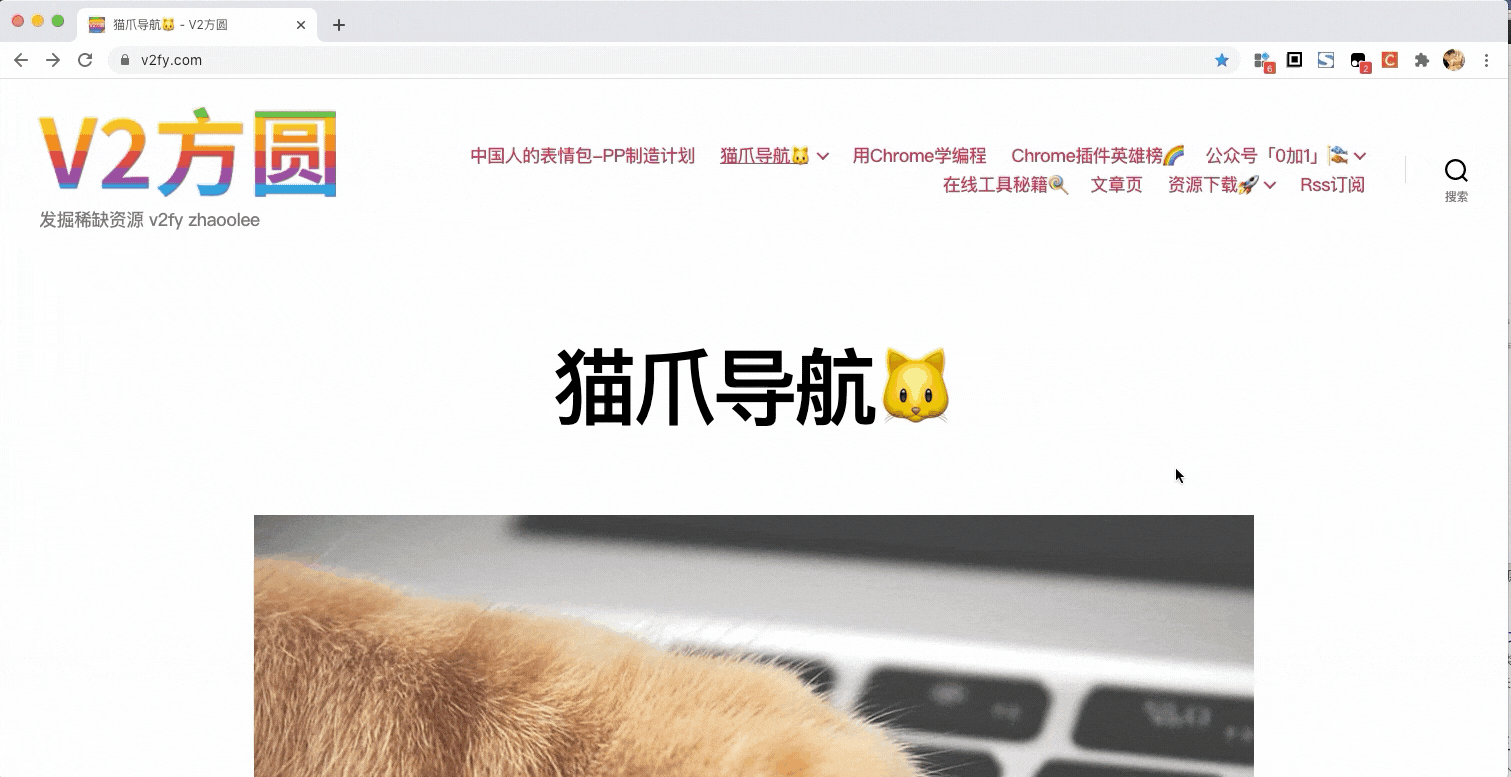 猫爪导航🐱 - V2方圆
v2fy.com
6
2
C
V2方圆
发掘稀缺资源 v2fy zhaoolee
中国人的表情包–PP制造计划 猫爪导航🐱 用Chrome学编程 Chrome插件英雄榜🌈 公众号「0加1」🎏
在线工具秘籍🍭 文章页 资源下载🚀 Rss订阅
搜索
猫爪导航🐱